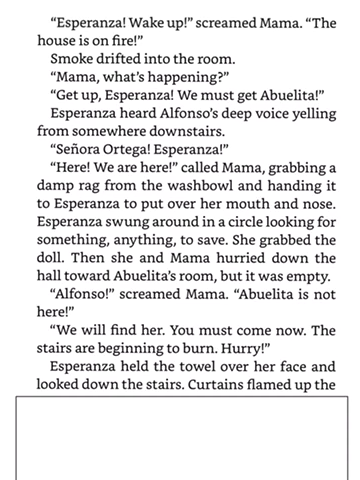 “Esperanza! Wake up!” screamed Mama. “The
house is on fire!”
Smoke drifted into the room.
“Mama, what’s happening?”
“Get up, Esperanza! We must get Abuelita!”
Esperanza heard Alfonso’s deep voice yelling
from somewhere downstairs.
“Señora Ortega! Esperanza!”
“Here! We are here!” called Mama, grabbing a
damp rag from the washbowl and handing it
to Esperanza to put over her mouth and nose.
Esperanza swung around in a circle looking for
something, anything, to save. She grabbed the
doll. Then she and Mama hurried down the
hall toward Abuelita’s room, but it was empty.
“Alfonso!” screamed Mama. “Abuelita is not
here!”
“We will find her. You must come now. The
stairs are beginning to burn. Hurry!”
Esperanza held the towel over her face and
looked down the stairs. Curtains flamed up the